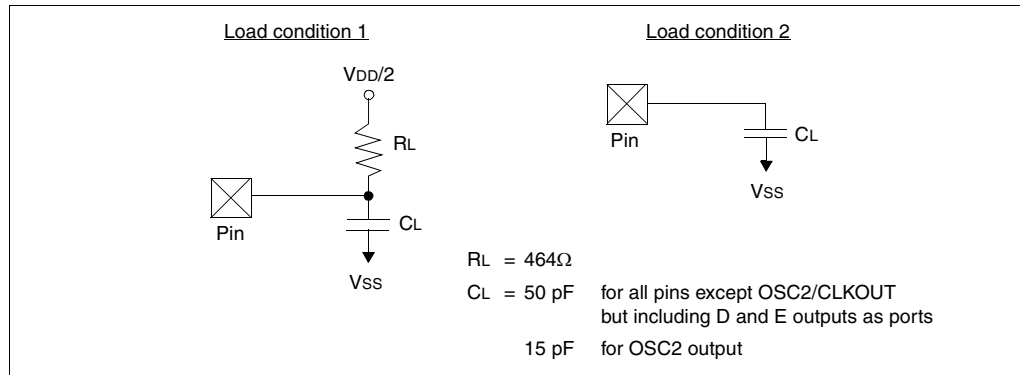 Load condition 1
VDD/2
RL
Pin
CL
VSS
Load condition 2
Pin
CL
VSS
RL = 464Ω
CL = 50 pF for all pins except OSC2/CLKOUT
but including D and E outputs as ports
15 pF for OSC2 output